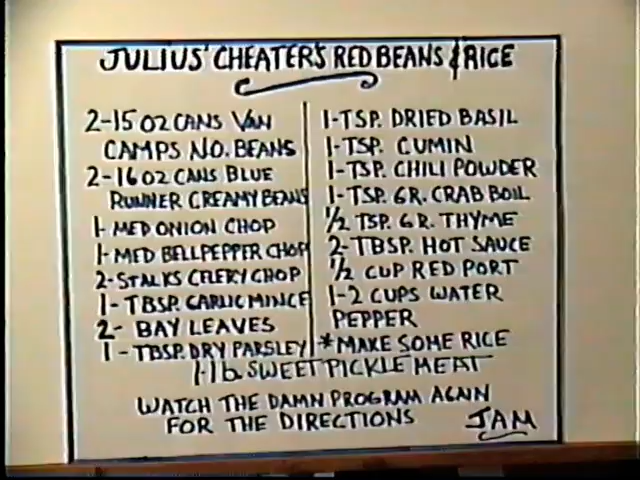 JULIUS' CHEATER'S RED BEANS & RICE
2-15 OZ CANS VAN
CAMPS N.O. BEANS
2-16 OZ CANS BLUE
RUNNER CREAMY BEANS
1- MED ONION CHOP
1- MED BELLPEPPER CHOP
2- STALKS CELERY CHOP
1- TBSP. GARLIC MINCE
2- BAY LEAVES
1- TBSP. DRY PARSLEY
1-TSP. DRIED BASIL
1-TSP. CUMIN
1-TSP. CHILI POWDER
1-TSP. GR. CRAB BOIL
1/2 TSP. GR. THYME
2-TBSP. HOT SAUCE
1/2 CUP RED PORT
1-2 CUPS WATER
PEPPER
*MAKE SOME RICE
1-lb. SWEET PICKLE MEAT
WATCH THE DAMN PROGRAM AGAIN
FOR THE DIRECTIONS
JAM